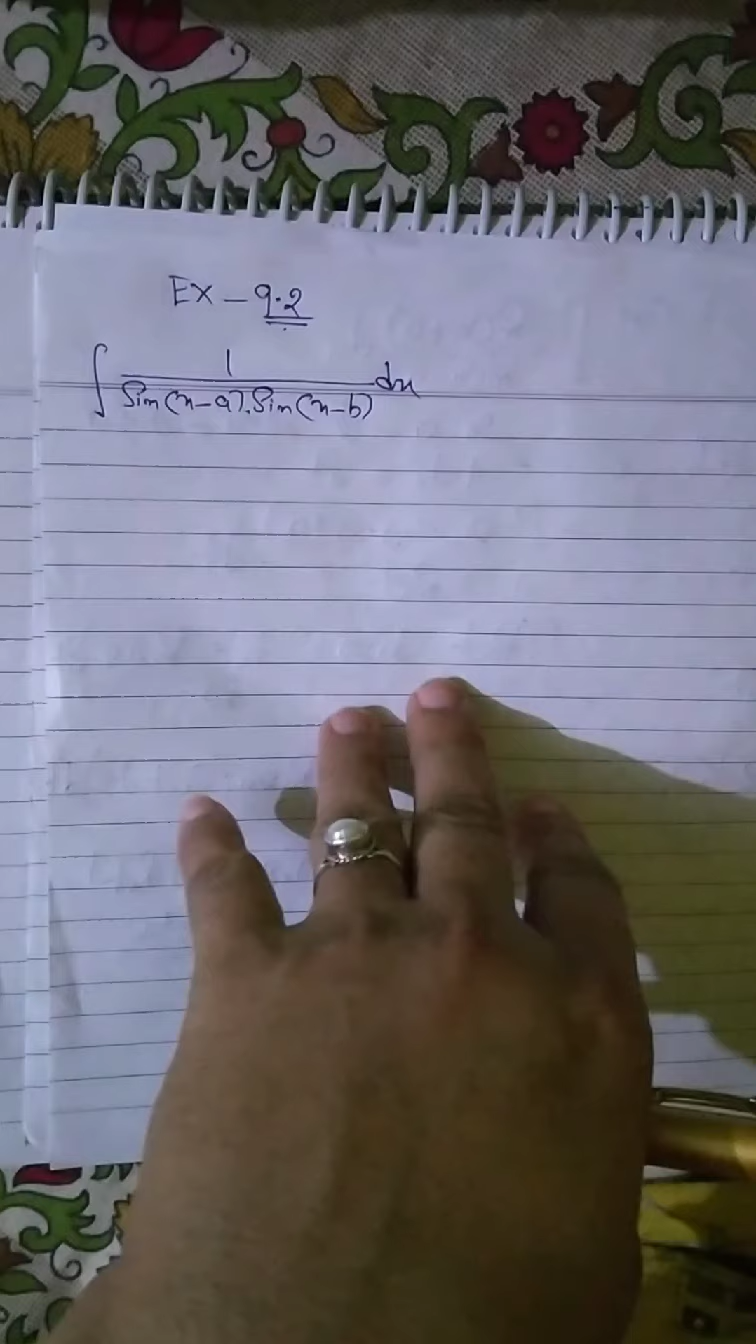 Ex - 9.2
∫ 1 / Sin(x-a).Sin(x-b) dx